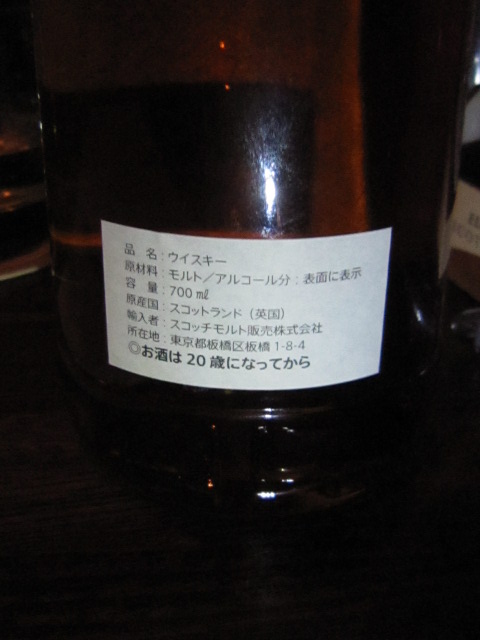 品 名:ウイスキー
原材料:モルト/アルコール分:表面に表示
容 量:700㎖
原産国:スコットランド(英国)
輸入者:スコッチモルト販売株式会社
所在地:東京都板橋区板橋1-8-4
◎お酒は20歳になってから